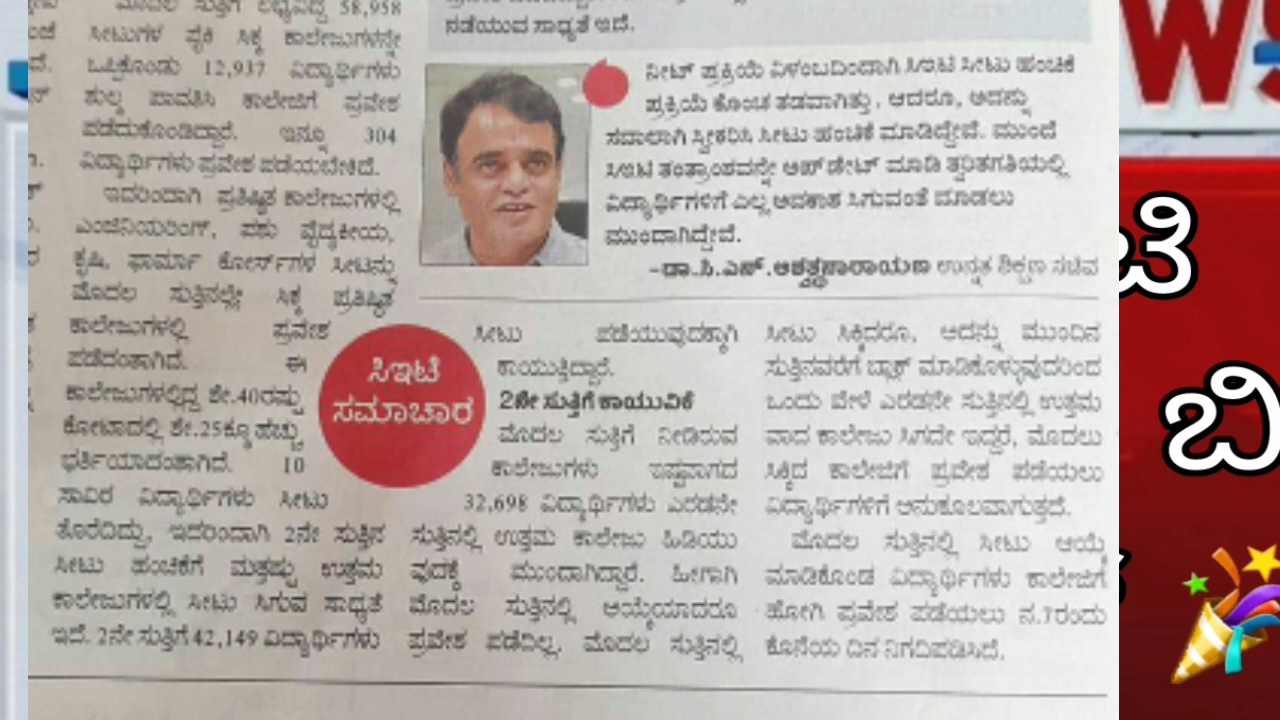 ಮೊದಲ ಸುತ್ತಿಗೆ ಲಭ್ಯವಿದ್ದ 58,958
ಸೀಟುಗಳ ಪೈಕಿ ಸಿಕ್ಕ ಕಾಲೇಜುಗಳನ್ನೇ
ಒಪ್ಪಿಕೊಂಡು 12,937 ವಿದ್ಯಾರ್ಥಿಗಳು
ಶುಲ್ಕ ಪಾವತಿಸಿ ಕಾಲೇಜಿಗೆ ಪ್ರವೇಶ
ಪಡೆದುಕೊಂಡಿದ್ದಾರೆ. ಇನ್ನೂ 304
ವಿದ್ಯಾರ್ಥಿಗಳು ಪ್ರವೇಶ ಪಡೆಯಬೇಕಿದೆ.
ಇದರಿಂದಾಗಿ ಪ್ರತಿಷ್ಠಿತ ಕಾಲೇಜುಗಳಲ್ಲಿ
ಎಂಜಿನಿಯರಿಂಗ್, ಪಶು ವೈದ್ಯಕೀಯ,
ಕೃಷಿ, ಫಾರ್ಮಾ ಕೋರ್ಸ್‌ಗಳ ಸೀಟನ್ನು
ಮೊದಲ ಸುತ್ತಿನಲ್ಲೇ ಸಿಕ್ಕ ಪ್ರತಿಷ್ಠಿತ
ಕಾಲೇಜುಗಳಲ್ಲಿ ಪ್ರವೇಶ
ಪಡೆದಂತಾಗಿದೆ. ಈ
ಕಾಲೇಜುಗಳಲ್ಲಿದ್ದ ಶೇ.40ರಷ್ಟು
ಕೋಟಾದಲ್ಲಿ ಶೇ.25ಕ್ಕೂ ಹೆಚ್ಚು
ಭರ್ತಿಯಾದಂತಾಗಿದೆ. 10
ಸಾವಿರ ವಿದ್ಯಾರ್ಥಿಗಳು ಸೀಟು
ತೊರೆದಿದ್ದು, ಇದರಿಂದಾಗಿ 2ನೇ ಸುತ್ತಿನ
ಸೀಟು ಹಂಚಿಕೆಗೆ ಮತ್ತಷ್ಟು ಉತ್ತಮ
ಕಾಲೇಜುಗಳಲ್ಲಿ ಸೀಟು ಸಿಗುವ ಸಾಧ್ಯತೆ
ಇದೆ. 2ನೇ ಸುತ್ತಿಗೆ 42,149 ವಿದ್ಯಾರ್ಥಿಗಳು
ನಡೆಯುವ ಸಾಧ್ಯತೆ ಇದೆ.
ನೀಟ್ ಪ್ರಕ್ರಿಯೆ ವಿಳಂಬದಿಂದಾಗಿ ಸಿಇಟಿ ಸೀಟು ಹಂಚಿಕೆ
ಪ್ರಕ್ರಿಯೆ ಕೊಂಚ ತಡವಾಗಿತ್ತು. ಆದರೂ, ಅದನ್ನು
ಸವಾಲಾಗಿ ಸ್ವೀಕರಿಸಿ ಸೀಟು ಹಂಚಿಕೆ ಮಾಡಿದ್ದೇವೆ. ಮುಂದೆ
ಸಿಇಟಿ ತಂತ್ರಾಂಶವನ್ನೇ ಅಪ್‌ಡೇಟ್ ಮಾಡಿ ತ್ವರಿತಗತಿಯಲ್ಲಿ
ವಿದ್ಯಾರ್ಥಿಗಳಿಗೆ ಎಲ್ಲ ಅವಕಾಶ ಸಿಗುವಂತೆ ಮಾಡಲು
ಮುಂದಾಗಿದ್ದೇವೆ.
–ಡಾ.ಸಿ.ಎನ್.ಅಶ್ವತ್ಥನಾರಾಯಣ ಉನ್ನತ ಶಿಕ್ಷಣ ಸಚಿವ
ಸಿಇಟಿ
ಸಮಾಚಾರ
ಸೀಟು ಪಡೆಯುವುದಕ್ಕಾಗಿ
ಕಾಯುತ್ತಿದ್ದಾರೆ.
2ನೇ ಸುತ್ತಿಗೆ ಕಾಯುವಿಕೆ
ಮೊದಲ ಸುತ್ತಿಗೆ ನೀಡಿರುವ
ಕಾಲೇಜುಗಳು ಇಷ್ಟವಾಗದ
32,698 ವಿದ್ಯಾರ್ಥಿಗಳು ಎರಡನೇ
ಸುತ್ತಿನಲ್ಲಿ ಉತ್ತಮ ಕಾಲೇಜು ಹಿಡಿಯು
ವುದಕ್ಕೆ ಮುಂದಾಗಿದ್ದಾರೆ. ಹೀಗಾಗಿ
ಮೊದಲ ಸುತ್ತಿನಲ್ಲಿ ಆಯ್ಕೆಯಾದರೂ
ಪ್ರವೇಶ ಪಡೆದಿಲ್ಲ. ಮೊದಲ ಸುತ್ತಿನಲ್ಲಿ
ಸೀಟು ಸಿಕ್ಕಿದರೂ, ಅದನ್ನು ಮುಂದಿನ
ಸುತ್ತಿನವರೆಗೆ ಬ್ಲಾಕ್ ಮಾಡಿಕೊಳ್ಳುವುದರಿಂದ
ಒಂದು ವೇಳೆ ಎರಡನೇ ಸುತ್ತಿನಲ್ಲಿ ಉತ್ತಮ
ವಾದ ಕಾಲೇಜು ಸಿಗದೇ ಇದ್ದರೆ, ಮೊದಲು
ಸಿಕ್ಕಿದ ಕಾಲೇಜಿಗೆ ಪ್ರವೇಶ ಪಡೆಯಲು
ವಿದ್ಯಾರ್ಥಿಗಳಿಗೆ ಅನುಕೂಲವಾಗುತ್ತದೆ.
ಮೊದಲ ಸುತ್ತಿನಲ್ಲಿ ಸೀಟು ಆಯ್ಕೆ
ಮಾಡಿಕೊಂಡ ವಿದ್ಯಾರ್ಥಿಗಳು ಕಾಲೇಜಿಗೆ
ಹೋಗಿ ಪ್ರವೇಶ ಪಡೆಯಲು ನ.7ರಂದು
ಕೊನೆಯ ದಿನ ನಿಗದಿಪಡಿಸಿದೆ.
WS
ಟಿ
ಬಿ